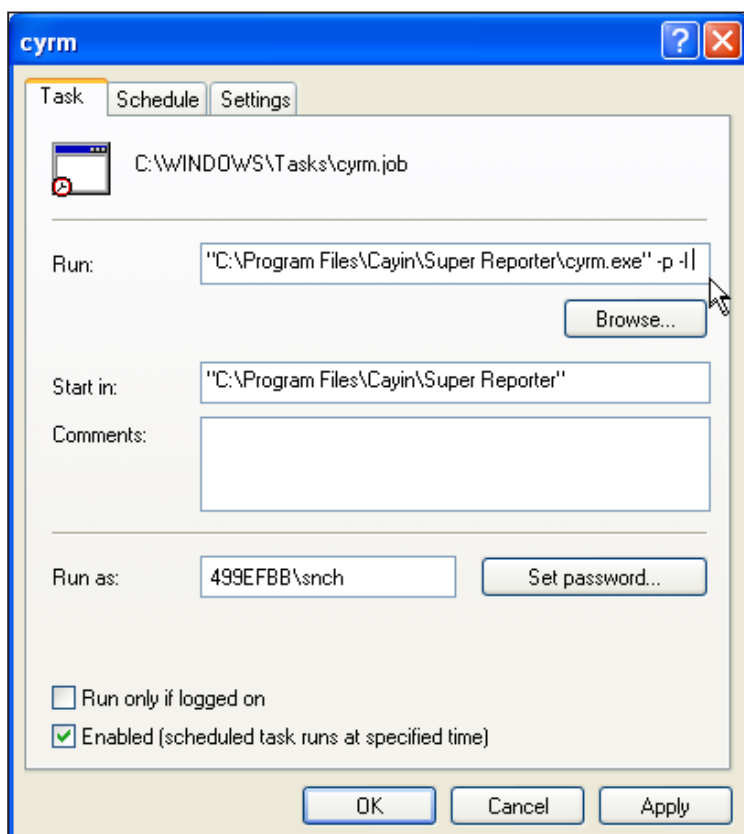 cyrm
Task Schedule Settings
C:\WINDOWS\Tasks\cyrm.job
Run: "C:\Program Files\Cayin\Super Reporter\cyrm.exe" -p -l
Browse...
Start in: "C:\Program Files\Cayin\Super Reporter"
Comments:
Run as: 499EFBB\snch Set password...
Run only if logged on
Enabled (scheduled task runs at specified time)
OK Cancel Apply